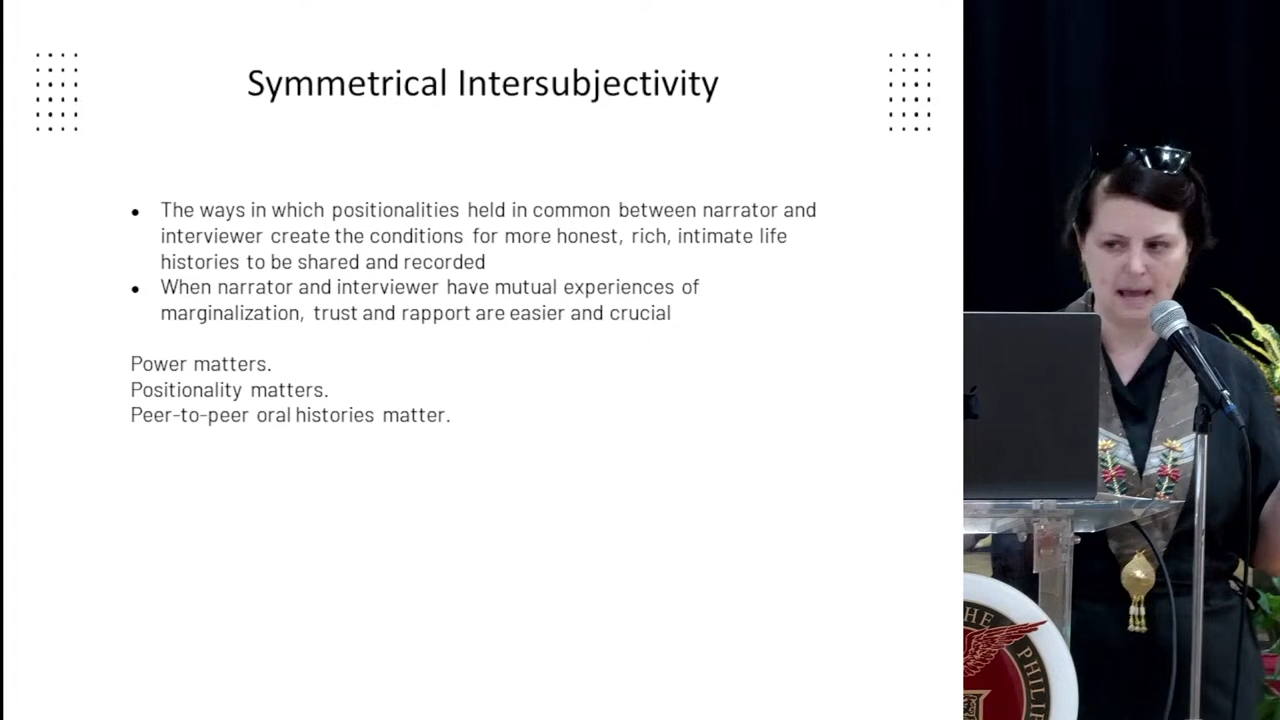 Symmetrical Intersubjectivity
● The ways in which positionalities held in common between narrator and
interviewer create the conditions for more honest, rich, intimate life
histories to be shared and recorded
● When narrator and interviewer have mutual experiences of
marginalization, trust and rapport are easier and crucial
Power matters.
Positionality matters.
Peer-to-peer oral histories matter.
HE
PHILI